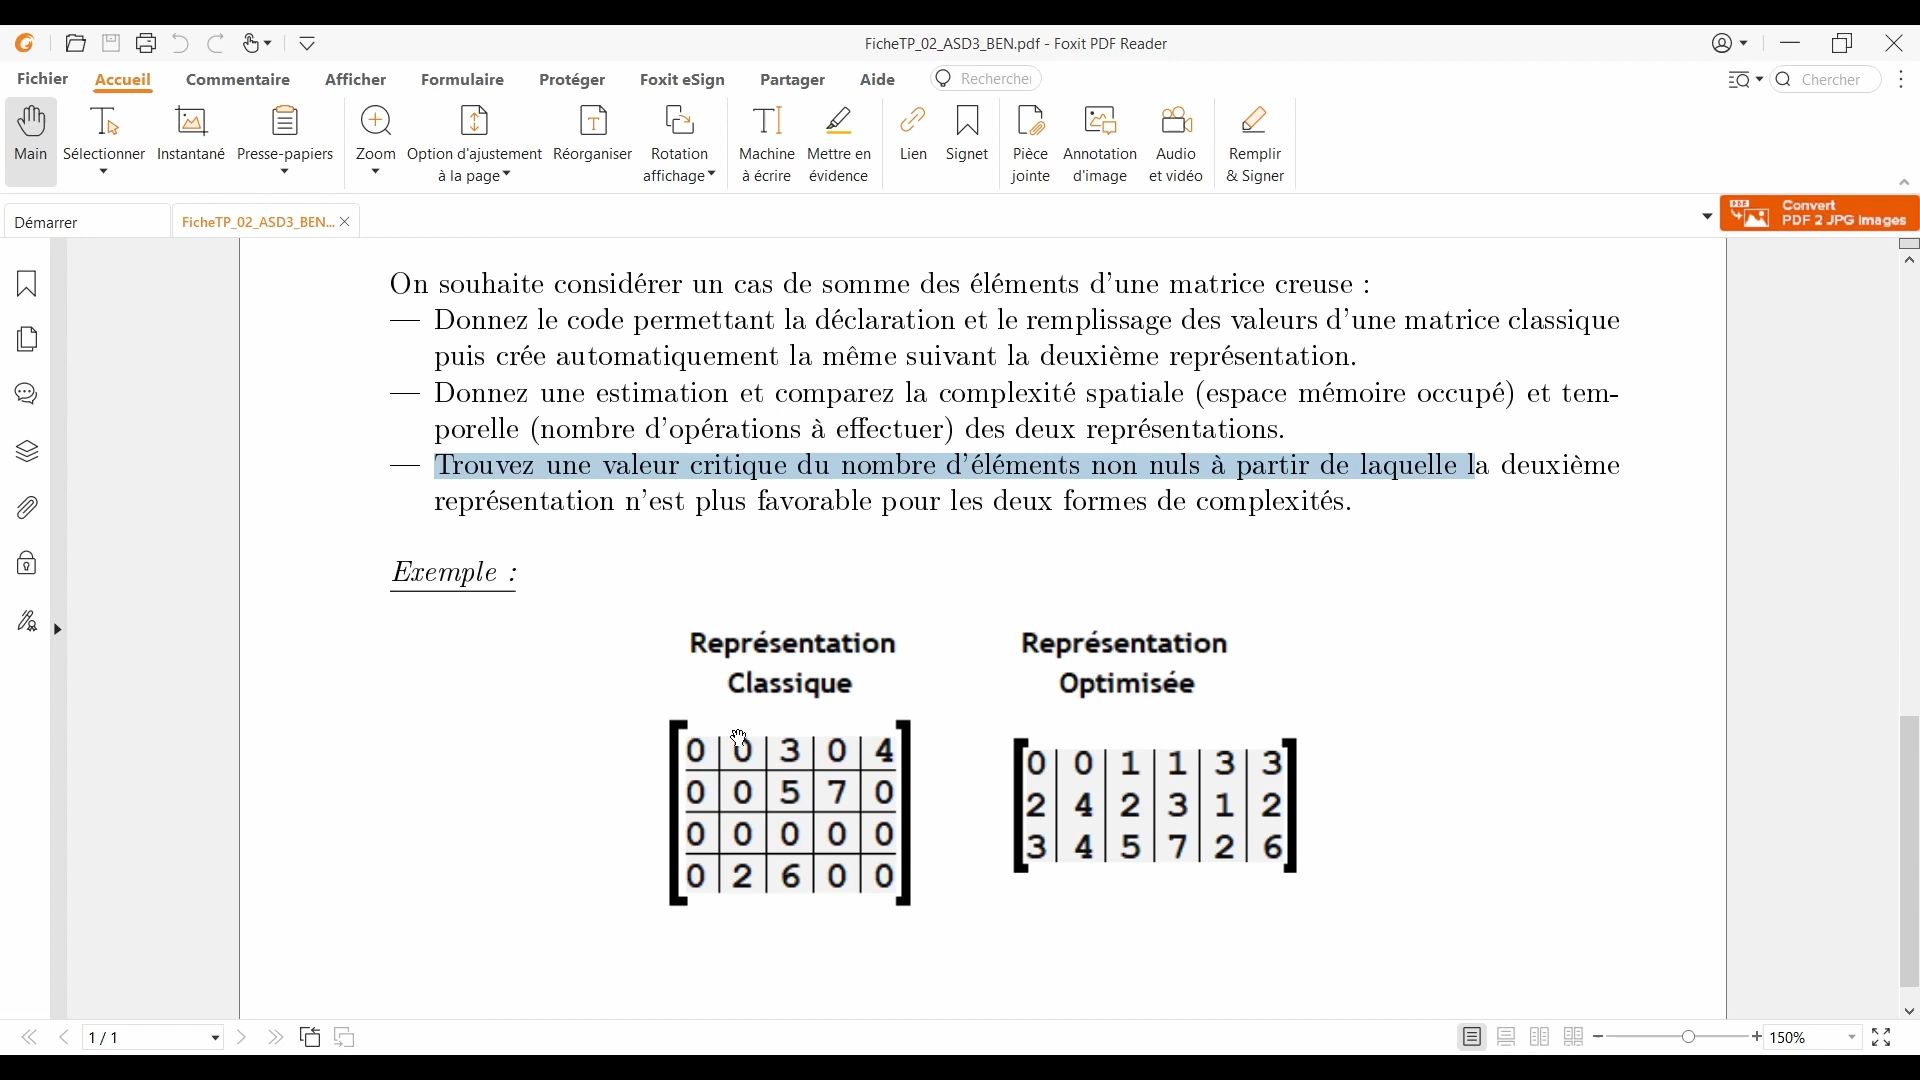 FicheTP_02_ASD3_BEN.pdf - Foxit PDF Reader
Fichier Accueil Commentaire Afficher Formulaire Protéger Foxit eSign Partager Aide Rechercher Chercher
Main Sélectionner Instantané Presse-papiers Zoom Option d'ajustement à la page Réorganiser Rotation affichage Machine à écrire Mettre en évidence Lien Signet Pièce jointe Annotation d'image Audio et vidéo Remplir & Signer
Démarrer FicheTP_02_ASD3_BEN...
PDF Convert
PDF 2 JPG Images
On souhaite considérer un cas de somme des éléments d'une matrice creuse :
— Donnez le code permettant la déclaration et le remplissage des valeurs d'une matrice classique
puis crée automatiquement la même suivant la deuxième représentation.
— Donnez une estimation et comparez la complexité spatiale (espace mémoire occupé) et tem-
porelle (nombre d'opérations à effectuer) des deux représentations.
— Trouvez une valeur critique du nombre d'éléments non nuls à partir de laquelle la deuxième
représentation n'est plus favorable pour les deux formes de complexités.
Exemple :
Représentation
Classique
0 0 3 0 4
0 0 5 7 0
0 0 0 0 0
0 2 6 0 0
Représentation
Optimisée
0 0 1 1 3 3
2 4 2 3 1 2
3 4 5 7 2 6
1 / 1
150%